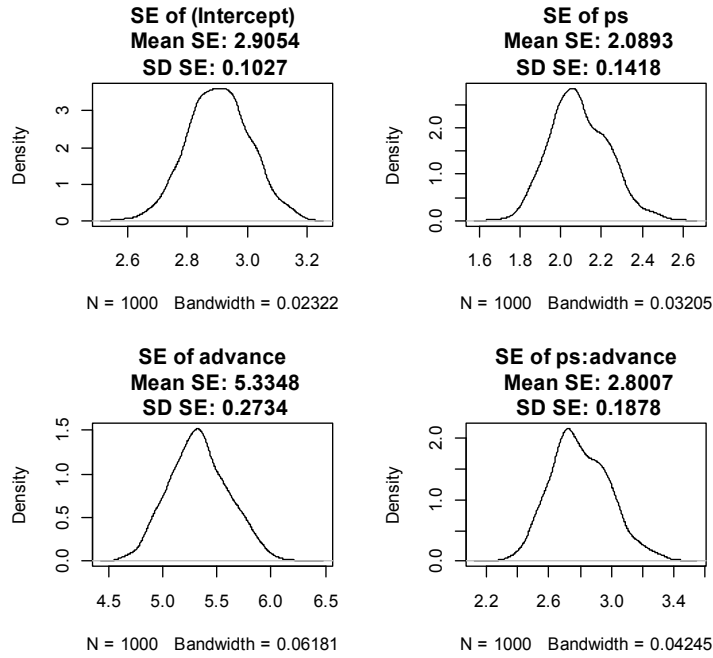 SE of (Intercept)
Mean SE: 2.9054
SD SE: 0.1027
Density
0 1 2 3
2.6 2.8 3.0 3.2
N = 1000 Bandwidth = 0.02322
SE of ps
Mean SE: 2.0893
SD SE: 0.1418
Density
0.0 1.0 2.0
1.6 1.8 2.0 2.2 2.4 2.6
N = 1000 Bandwidth = 0.03205
SE of advance
Mean SE: 5.3348
SD SE: 0.2734
Density
0.0 0.5 1.0 1.5
4.5 5.0 5.5 6.0 6.5
N = 1000 Bandwidth = 0.06181
SE of ps:advance
Mean SE: 2.8007
SD SE: 0.1878
Density
0.0 1.0 2.0
2.2 2.6 3.0 3.4
N = 1000 Bandwidth = 0.04245